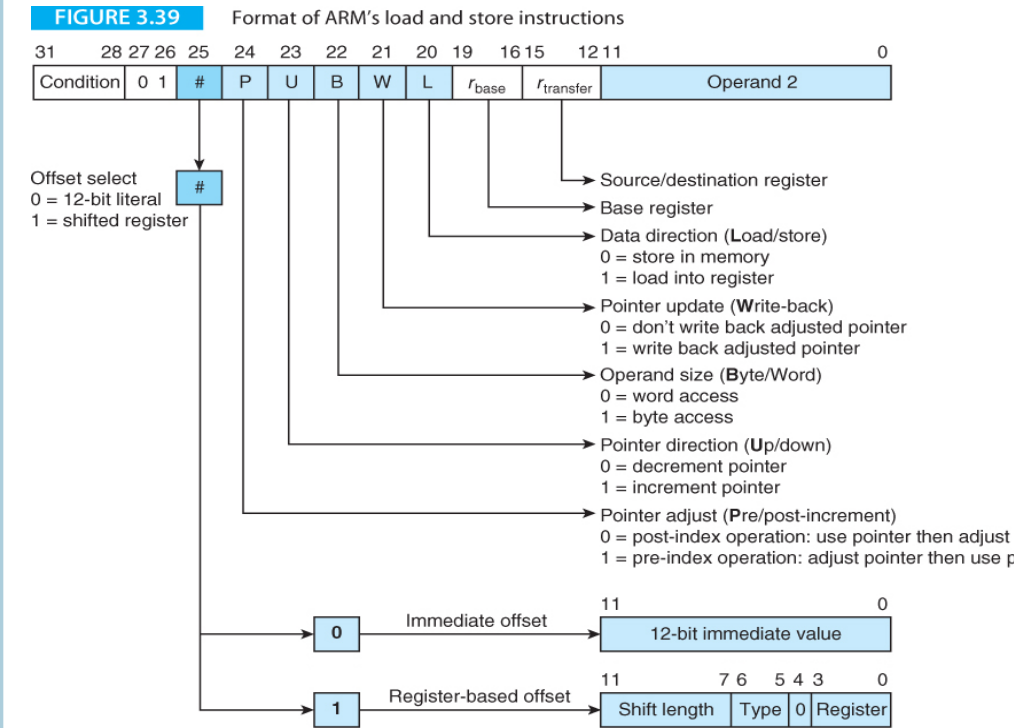 FIGURE 3.39 Format of ARM's load and store instructions
31 28 27 26 25 24 23 22 21 20 19 16 15 12 11 0
Condition 0 1 # P U B W L rbase rtransfer Operand 2
Offset select
0 = 12-bit literal
1 = shifted register
#
Source/destination register
Base register
Data direction (Load/store)
0 = store in memory
1 = load into register
Pointer update (Write-back)
0 = don't write back adjusted pointer
1 = write back adjusted pointer
Operand size (Byte/Word)
0 = word access
1 = byte access
Pointer direction (Up/down)
0 = decrement pointer
1 = increment pointer
Pointer adjust (Pre/post-increment)
0 = post-index operation: use pointer then adjust
1 = pre-index operation: adjust pointer then use
11 0
0 Immediate offset 12-bit immediate value
11 7 6 5 4 3 0
1 Register-based offset Shift length Type 0 Register